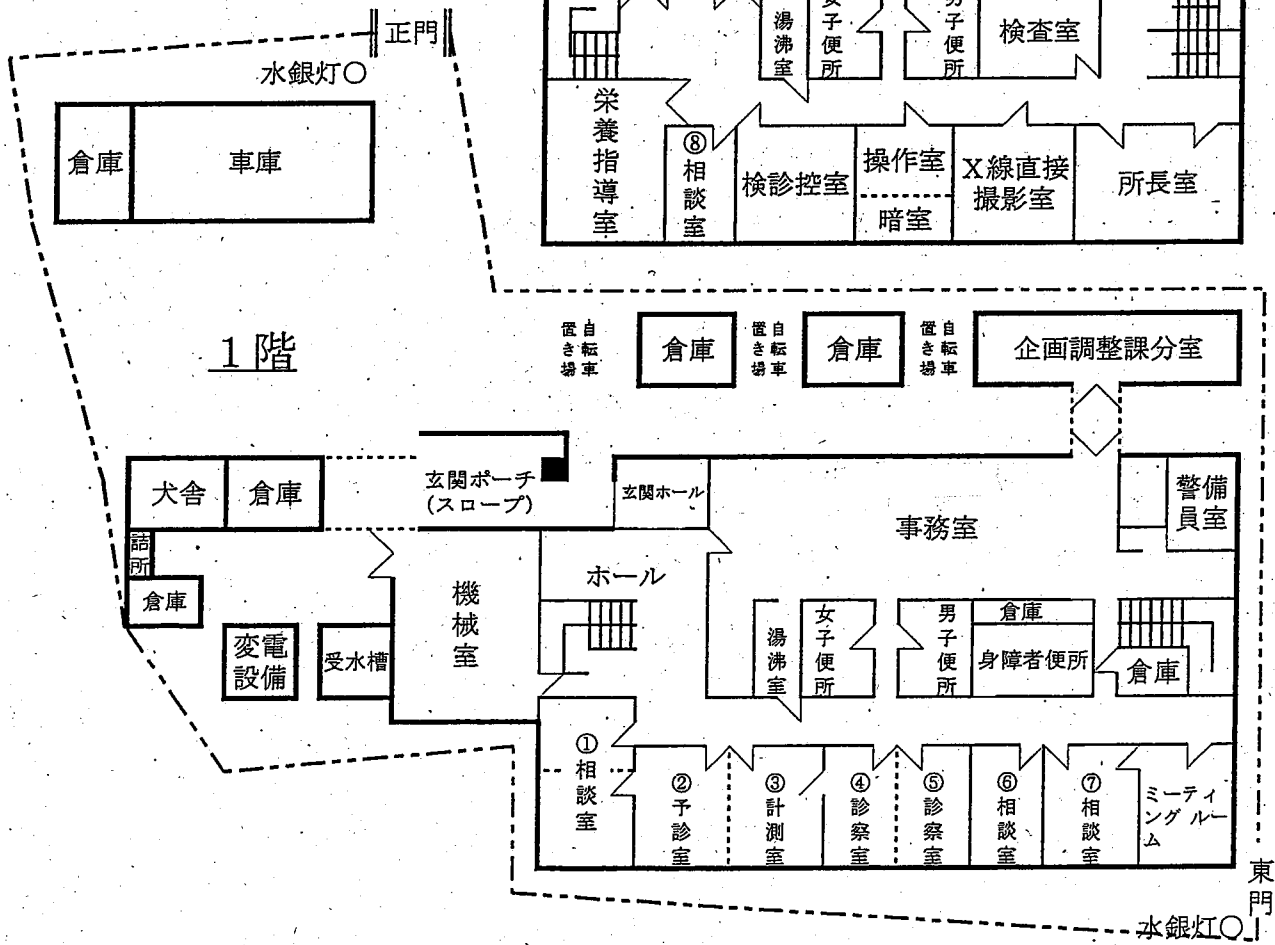 正門
水銀灯○
倉庫
車庫
湯沸室
女子便所
男子便所
検査室
栄養指導室
⑧相談室
検診控室
操作室
暗室
X線直接
撮影室
所長室
1階
自転車
置き場
倉庫
自転車
置き場
倉庫
自転車
置き場
企画調整課分室
犬舎
倉庫
玄関ポーチ
(スロープ)
玄関ホール
事務室
警備
員室
詰所
倉庫
変電
設備
受水槽
機械室
ホール
湯沸室
女子便所
男子便所
倉庫
身障者便所
倉庫
①相談室
②予診室
③計測室
④診察室
⑤診察室
⑥相談室
⑦相談室
ミーティ
ングルー
ム
東門
水銀灯○